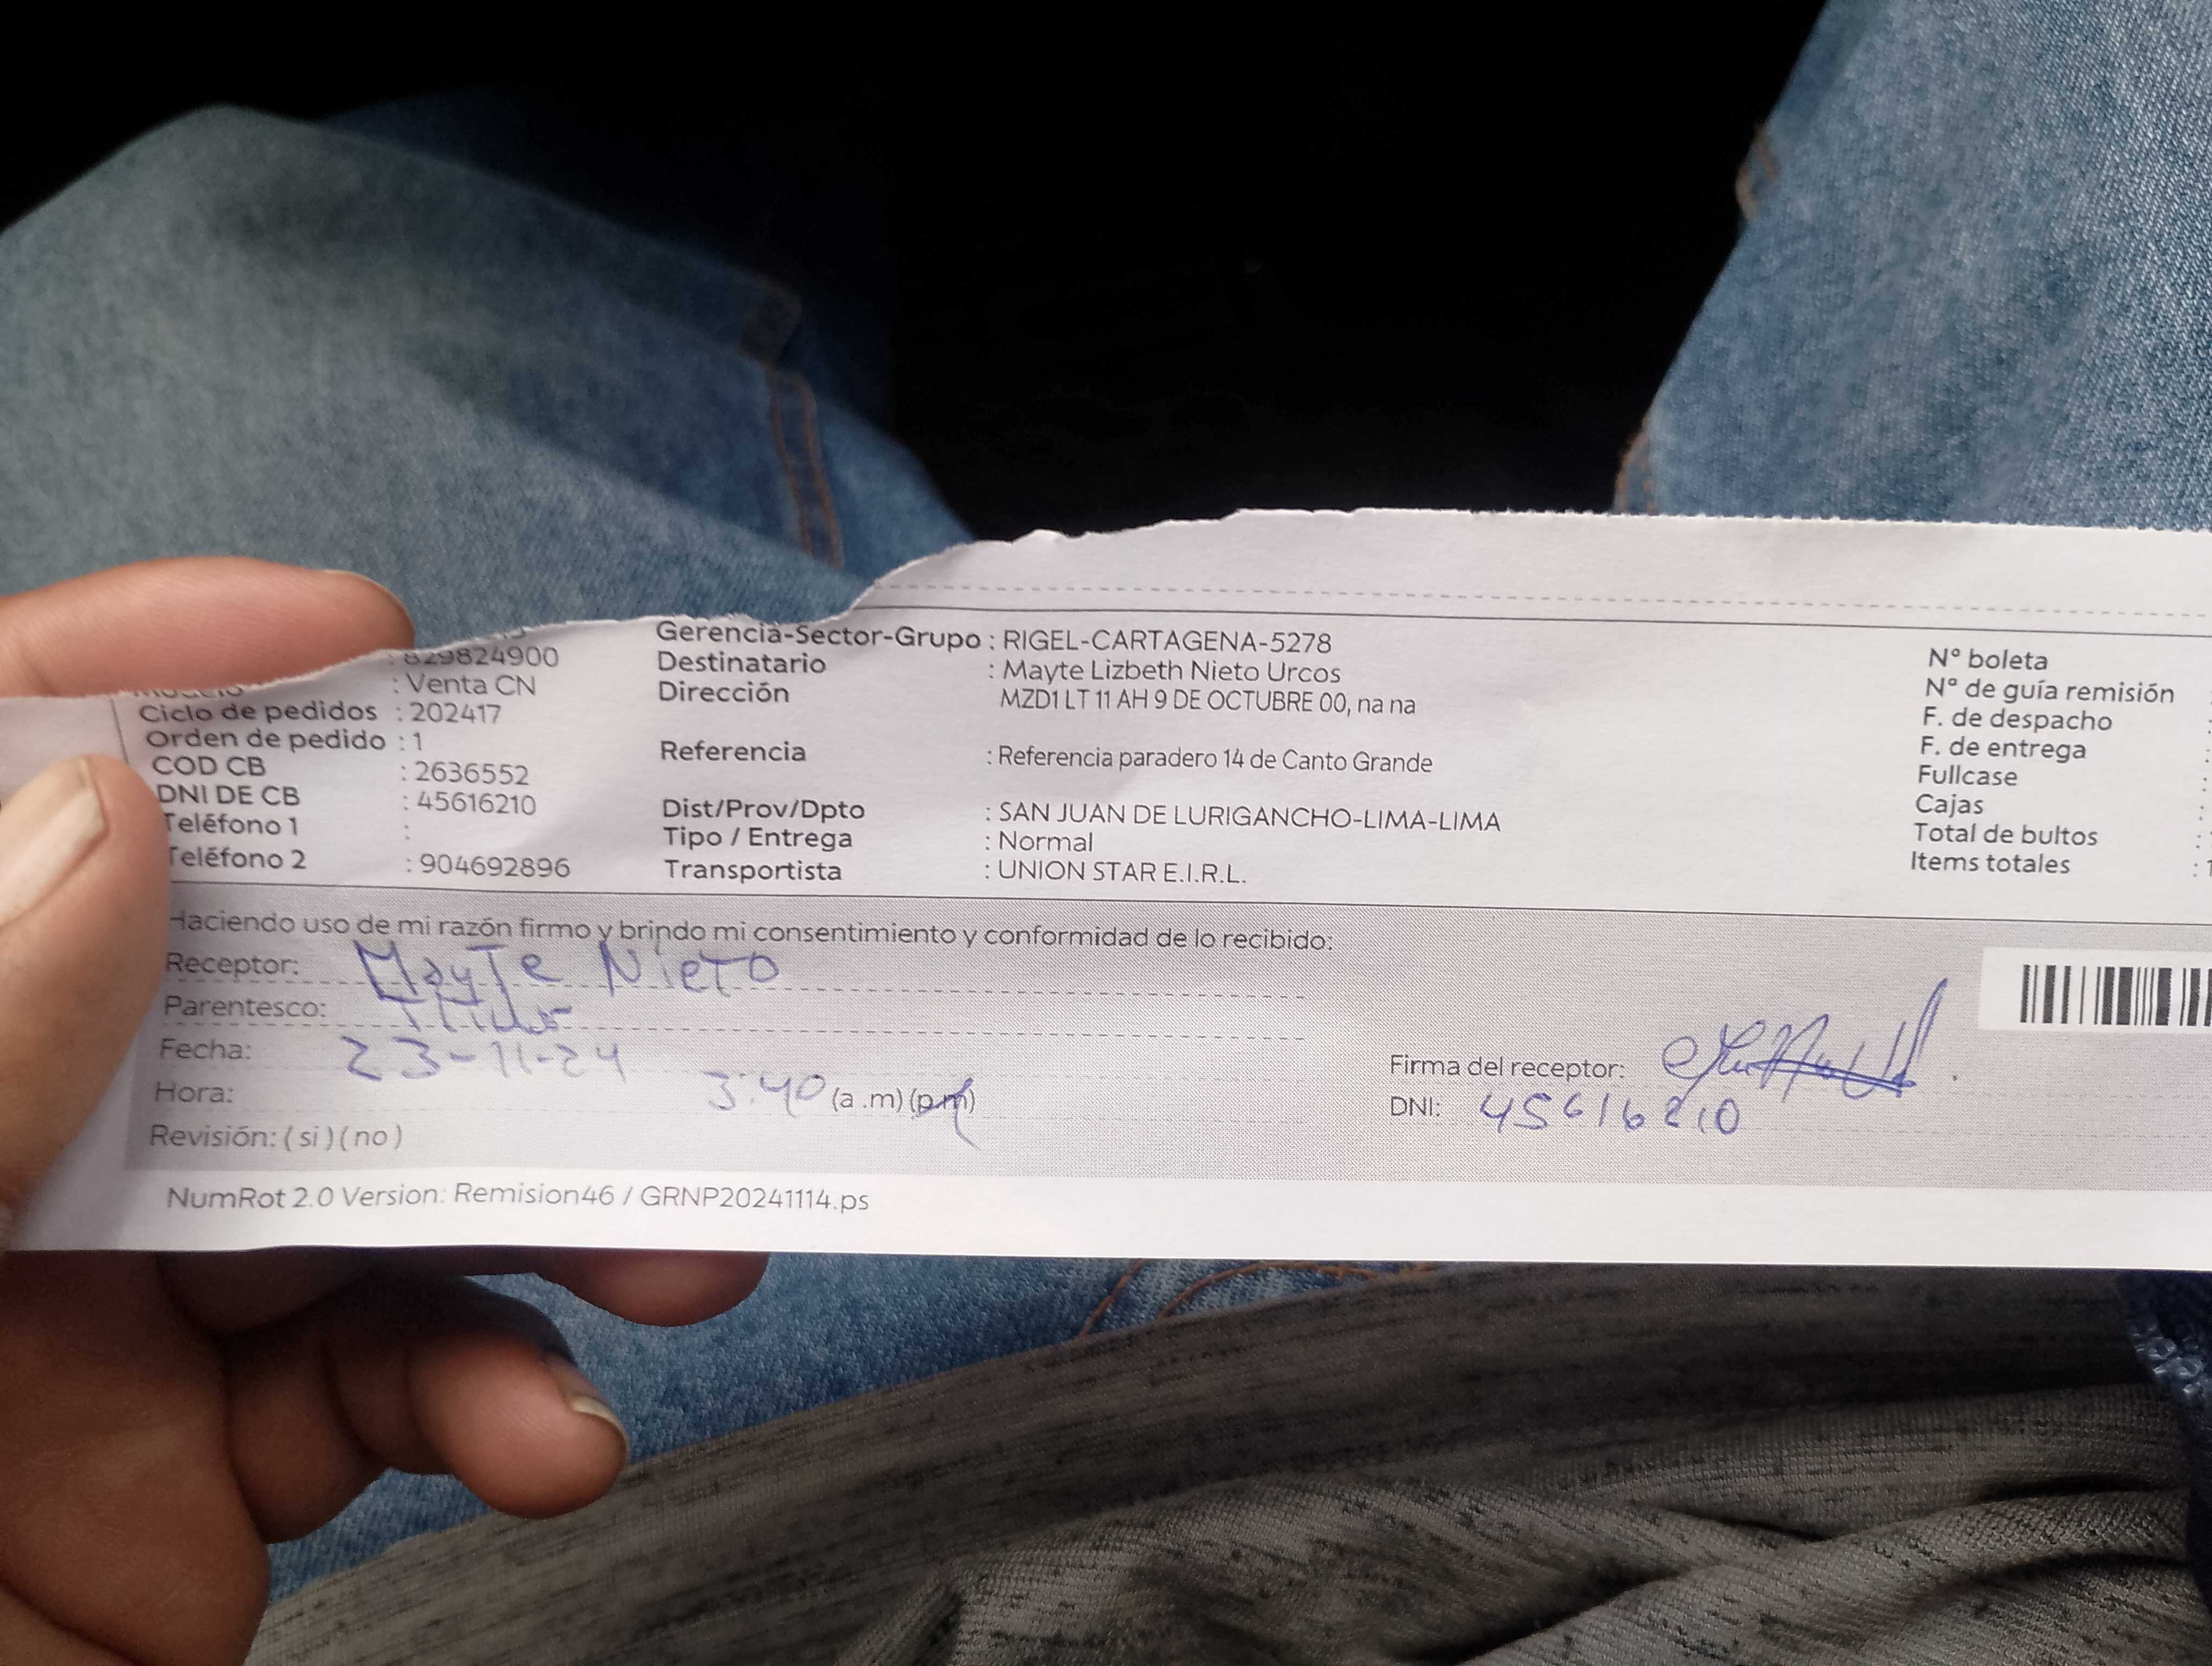 829824900
: Venta CN
Ciclo de pedidos : 202417
Orden de pedido : 1
COD CB : 2636552
DNI DE CB : 45616210
Teléfono 1 :
Teléfono 2 : 904692896
Gerencia-Sector-Grupo : RIGEL-CARTAGENA-5278
Destinatario : Mayte Lizbeth Nieto Urcos
Dirección MZD1 LT 11 AH 9 DE OCTUBRE 00, na na
Referencia : Referencia paradero 14 de Canto Grande
Dist/Prov/Dpto : SAN JUAN DE LURIGANCHO-LIMA-LIMA
Tipo / Entrega : Normal
Transportista : UNION STAR E.I.R.L.
Nº boleta
Nº de guía remisión
F. de despacho :
F. de entrega :
Fullcase :
Cajas :
Total de bultos :
Items totales : 1
Haciendo uso de mi razón firmo y brindo mi consentimiento y conformidad de lo recibido:
Receptor: Mayte Nieto
Parentesco:
Fecha: 23-11-24
Hora: 3:40 (a .m) (p.m)
Revisión: ( si ) ( no )
Firma del receptor:
DNI: 45616210
NumRot 2.0 Version: Remision46 / GRNP20241114.ps